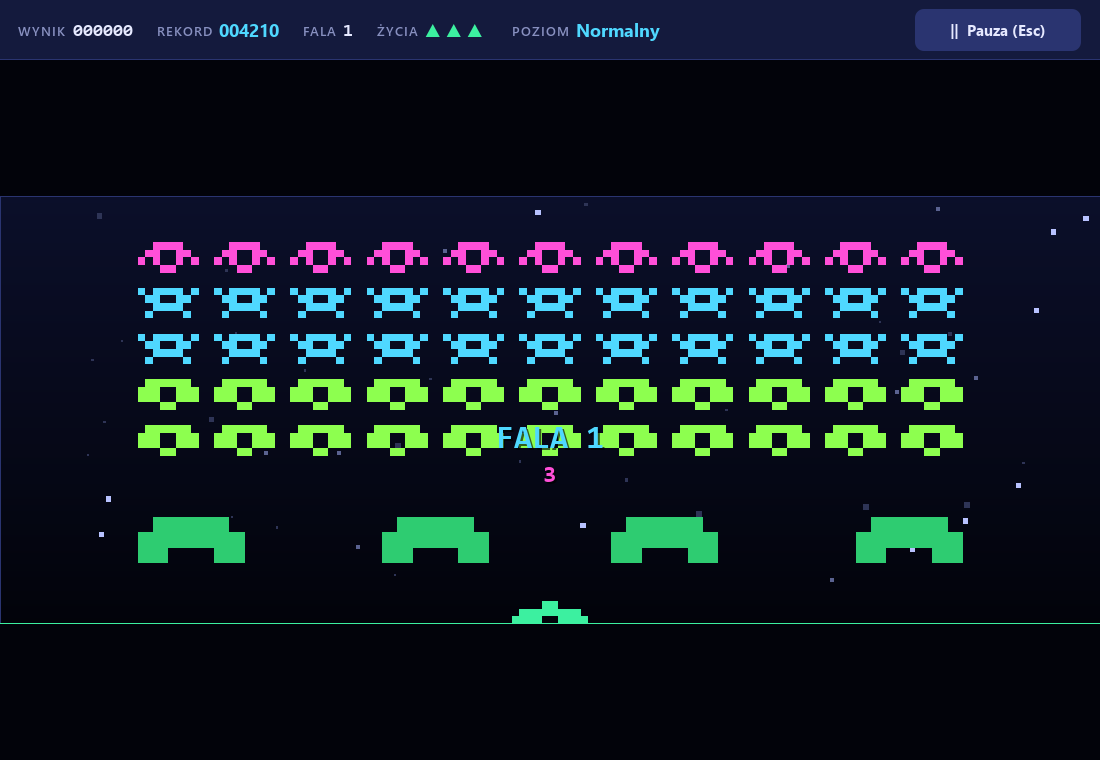 WYNIK 000000 REKORD 004210 FALA 1 ŻYCIA ▲ ▲ ▲ POZIOM Normalny || Pauza (Esc)
FALA 1
3